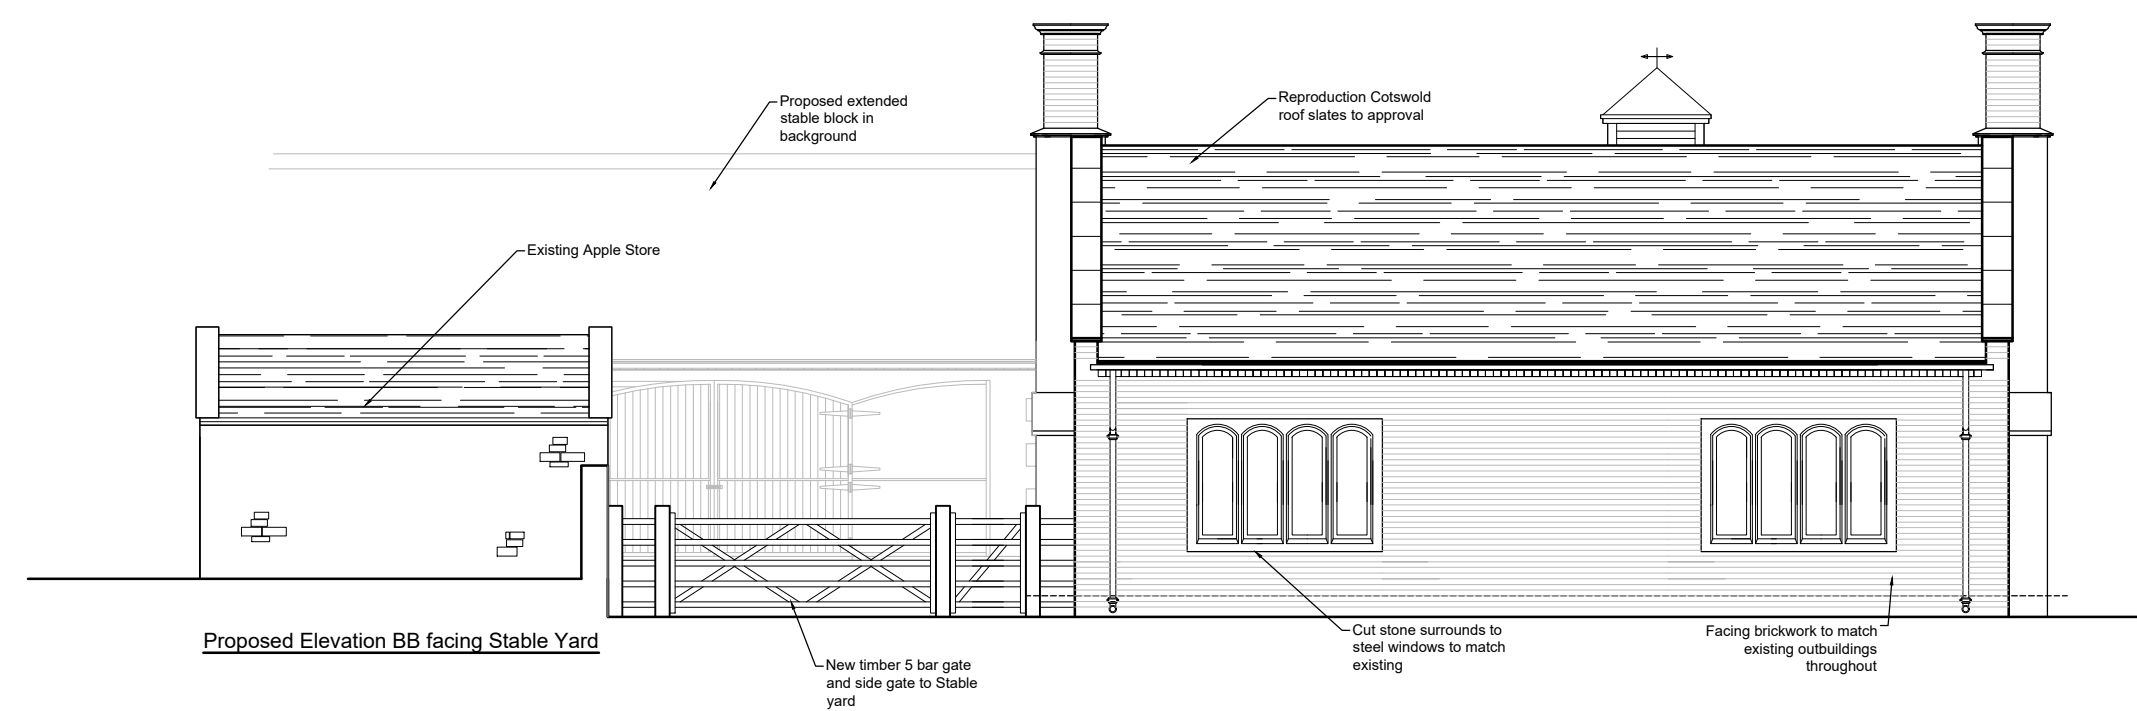 Proposed extended
stable block in
background
Reproduction Cotswold
roof slates to approval
Existing Apple Store
Proposed Elevation BB facing Stable Yard
New timber 5 bar gate
and side gate to Stable
yard
Cut stone surrounds to
steel windows to match
existing
Facing brickwork to match
existing outbuildings
throughout